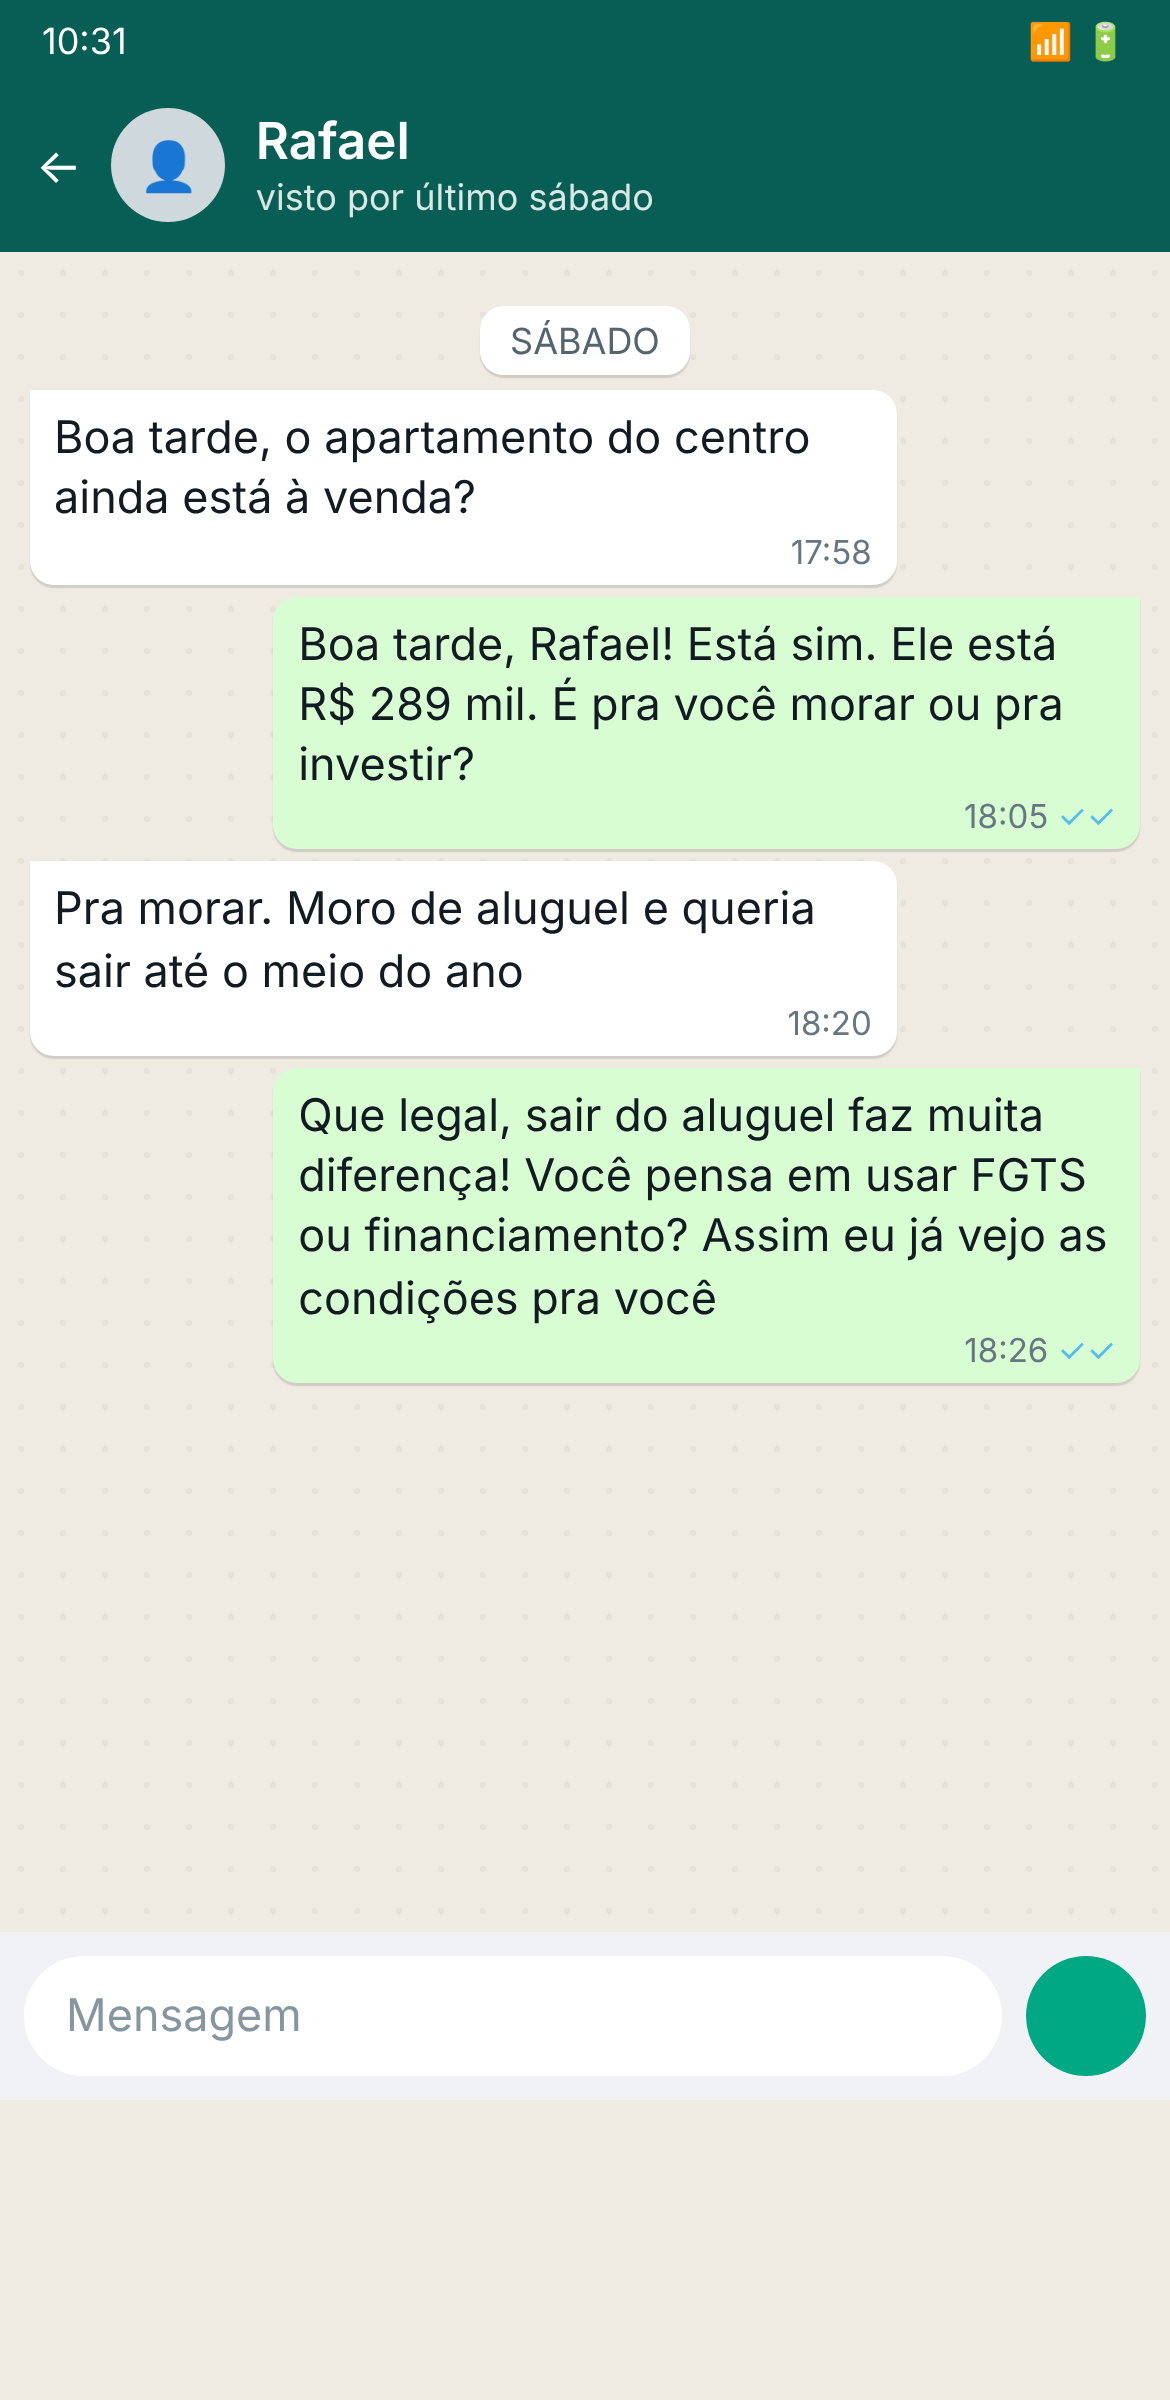 10:31
Rafael
visto por último sábado
SÁBADO
Boa tarde, o apartamento do centro
ainda está à venda?
17:58
Boa tarde, Rafael! Está sim. Ele está
R$ 289 mil. É pra você morar ou pra
investir?
18:05
Pra morar. Moro de aluguel e queria
sair até o meio do ano
18:20
Que legal, sair do aluguel faz muita
diferença! Você pensa em usar FGTS
ou financiamento? Assim eu já vejo as
condições pra você
18:26
Mensagem